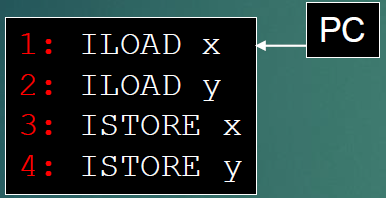 PC
1: ILOAD x
2: ILOAD y
3: ISTORE x
4: ISTORE y